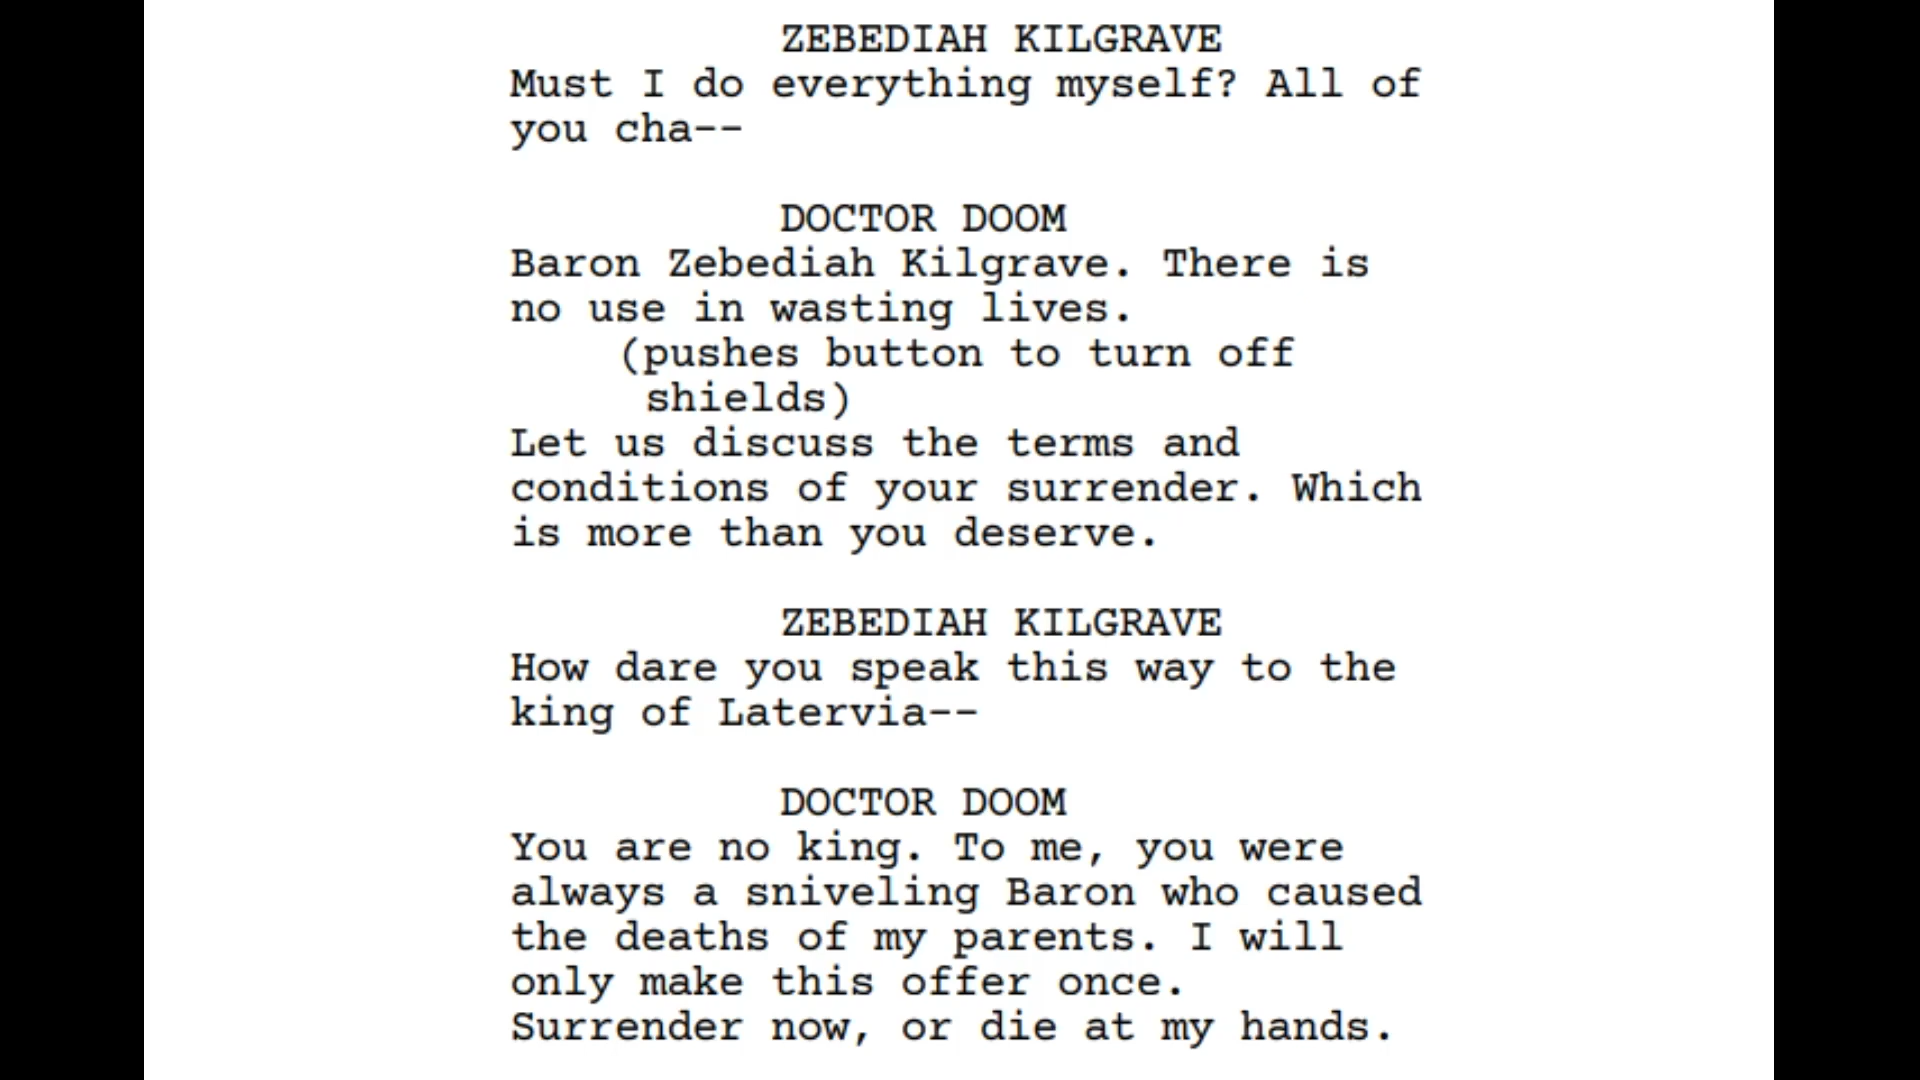 ZEBEDIAH KILGRAVE
Must I do everything myself? All of
you cha--
DOCTOR DOOM
Baron Zebediah Kilgrave. There is
no use in wasting lives.
(pushes button to turn off
shields)
Let us discuss the terms and
conditions of your surrender. Which
is more than you deserve.
ZEBEDIAH KILGRAVE
How dare you speak this way to the
king of Latervia--
DOCTOR DOOM
You are no king. To me, you were
always a sniveling Baron who caused
the deaths of my parents. I will
only make this offer once.
Surrender now, or die at my hands.